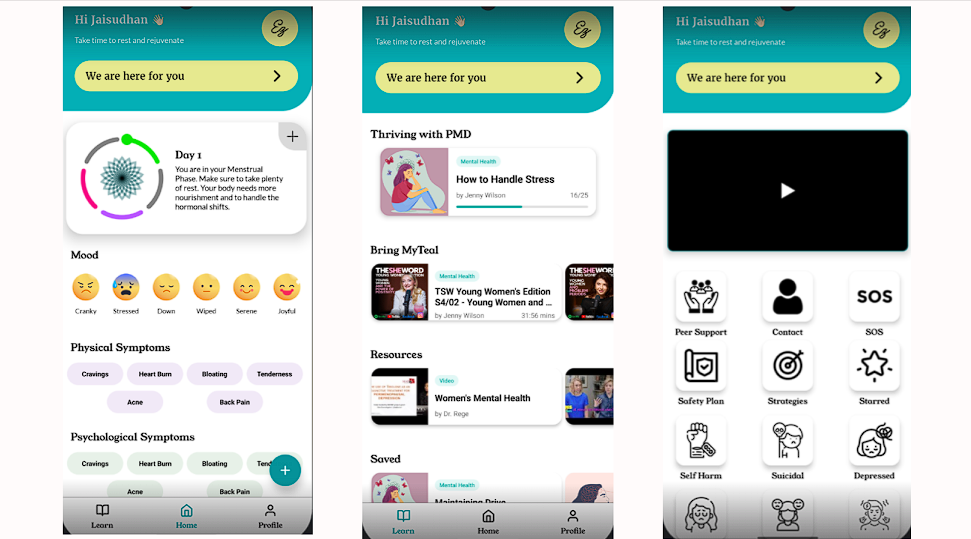 Hi Jaisudhan 👋🏻
Take time to rest and rejuvenate
We are here for you
Day 1
You are in your Menstrual
Phase. Make sure to take plenty
of rest. Your body needs more
nourishment and to handle the
hormonal shifts.
Mood
Cranky
Stressed
Down
Wiped
Serene
Joyful
Physical Symptoms
Cravings
Heart Burn
Bloating
Tenderness
Acne
Back Pain
Psychological Symptoms
Cravings
Heart Burn
Bloating
Acne
Back Pain
Learn
Home
Profile
Hi Jaisudhan 👋🏻
Take time to rest and rejuvenate
We are here for you
Thriving with PMD
Mental Health
How to Handle Stress
by Jenny Wilson
16/25
Bring MyTeal
THESHEWORD
YOUNG WOMEN'S EDITION
Mental Health
TSW Young Women's Edition
S4/02 - Young Women and ...
by Jenny Wilson
31:56 mins
Resources
Video
Women's Mental Health
by Dr. Rege
Saved
Mental Health
Maintaining Drive
Learn
Home
Profile
Hi Jaisudhan 👋🏻
Take time to rest and rejuvenate
We are here for you
SOS
Peer Support
Contact
SOS
Safety Plan
Strategies
Starred
Self Harm
Suicidal
Depressed